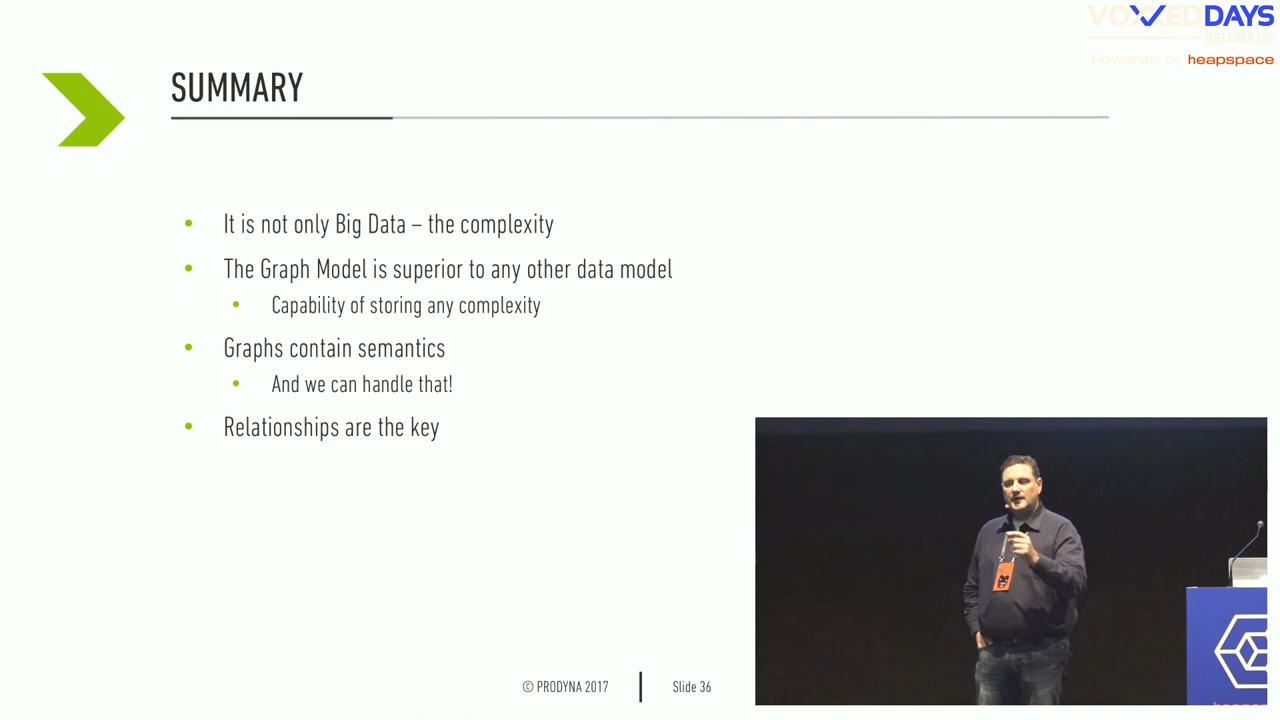 VOXXED DAYS
BELGRADE
Powered by heapspace
SUMMARY
• It is not only Big Data – the complexity
• The Graph Model is superior to any other data model
• Capability of storing any complexity
• Graphs contain semantics
• And we can handle that!
• Relationships are the key
© PRODYNA 2017
Slide 36